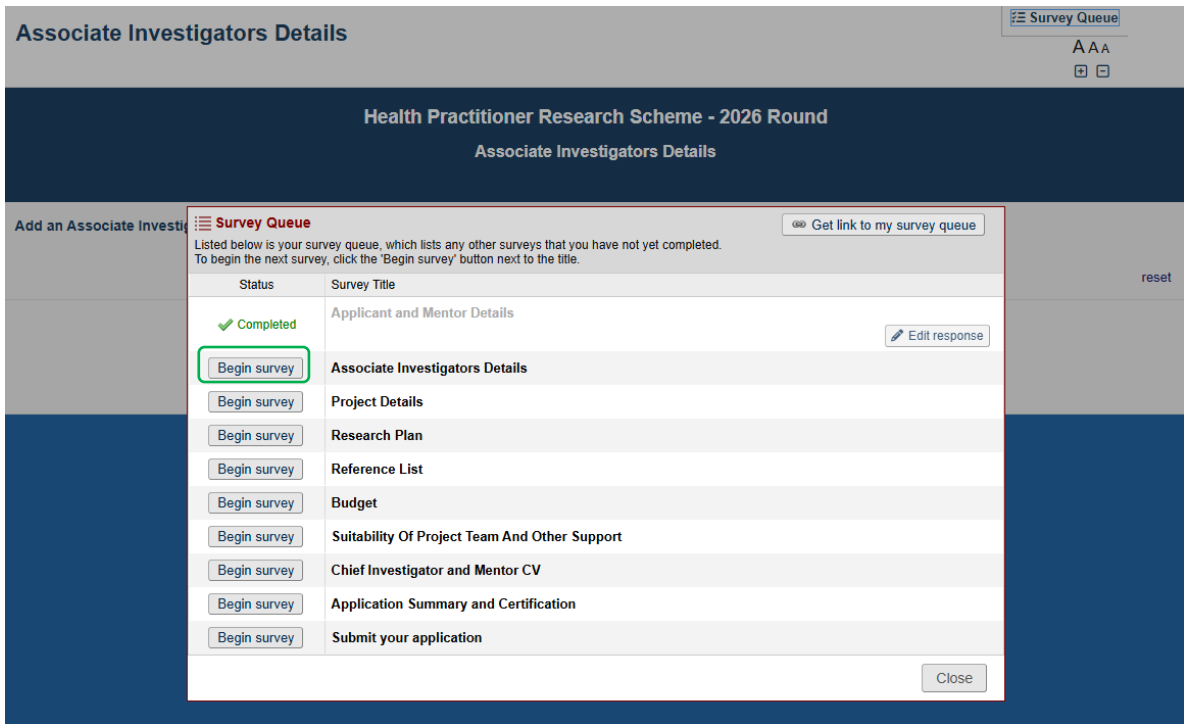 Associate Investigators Details
Survey Queue
A A A
Health Practitioner Research Scheme - 2026 Round
Associate Investigators Details
Add an Associate
reset
Survey Queue
Get link to my survey queue
Listed below is your survey queue, which lists any other surveys that you have not yet completed.
To begin the next survey, click the 'Begin survey' button next to the title.
Status Survey Title
Completed Applicant and Mentor Details
Edit response
Begin survey Associate Investigators Details
Begin survey Project Details
Begin survey Research Plan
Begin survey Reference List
Begin survey Budget
Begin survey Suitability Of Project Team And Other Support
Begin survey Chief Investigator and Mentor CV
Begin survey Application Summary and Certification
Begin survey Submit your application
Close